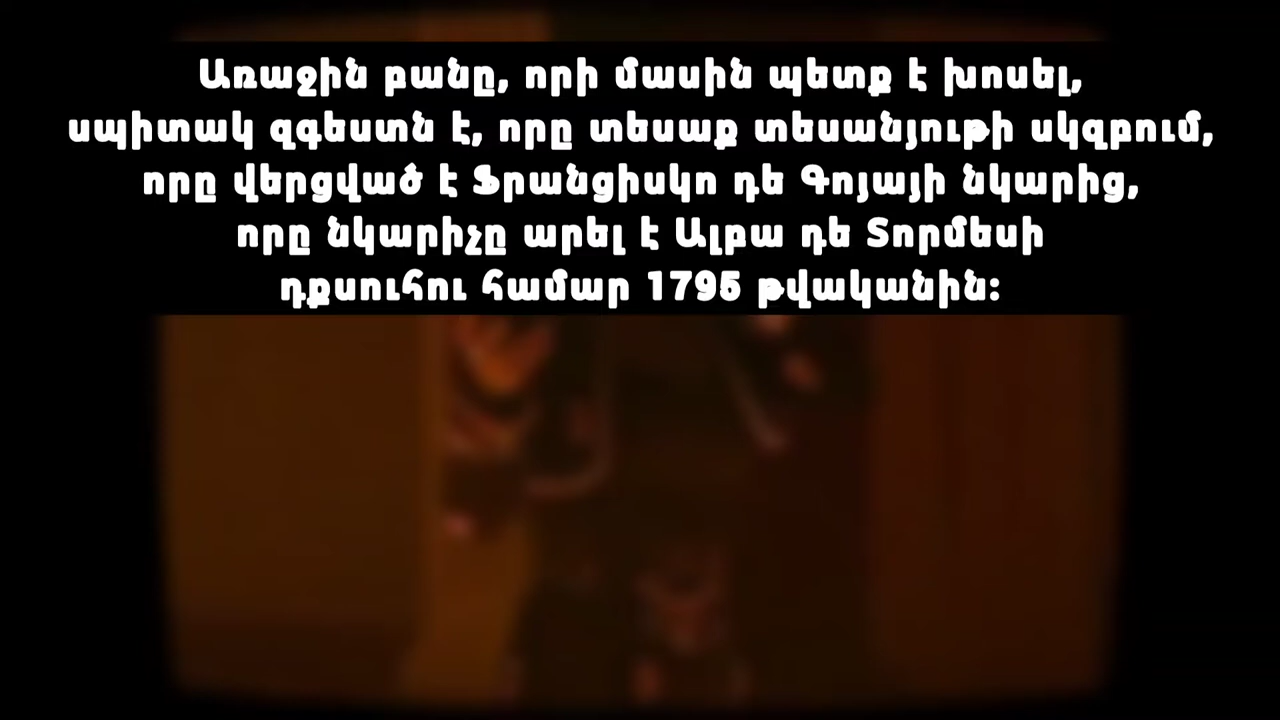 Առաջին բանը, որի մասին պետք է խոսել,
սպիտակ զգեստն է, որը տեսաք տեսանյութի սկզբում,
որը վերցված է Ֆրանցիսկո դե Գոյայի նկարից,
որը նկարիչը արել է Ալբա դե Տորմեսի
դքսուհու համար 1795 թվականին: